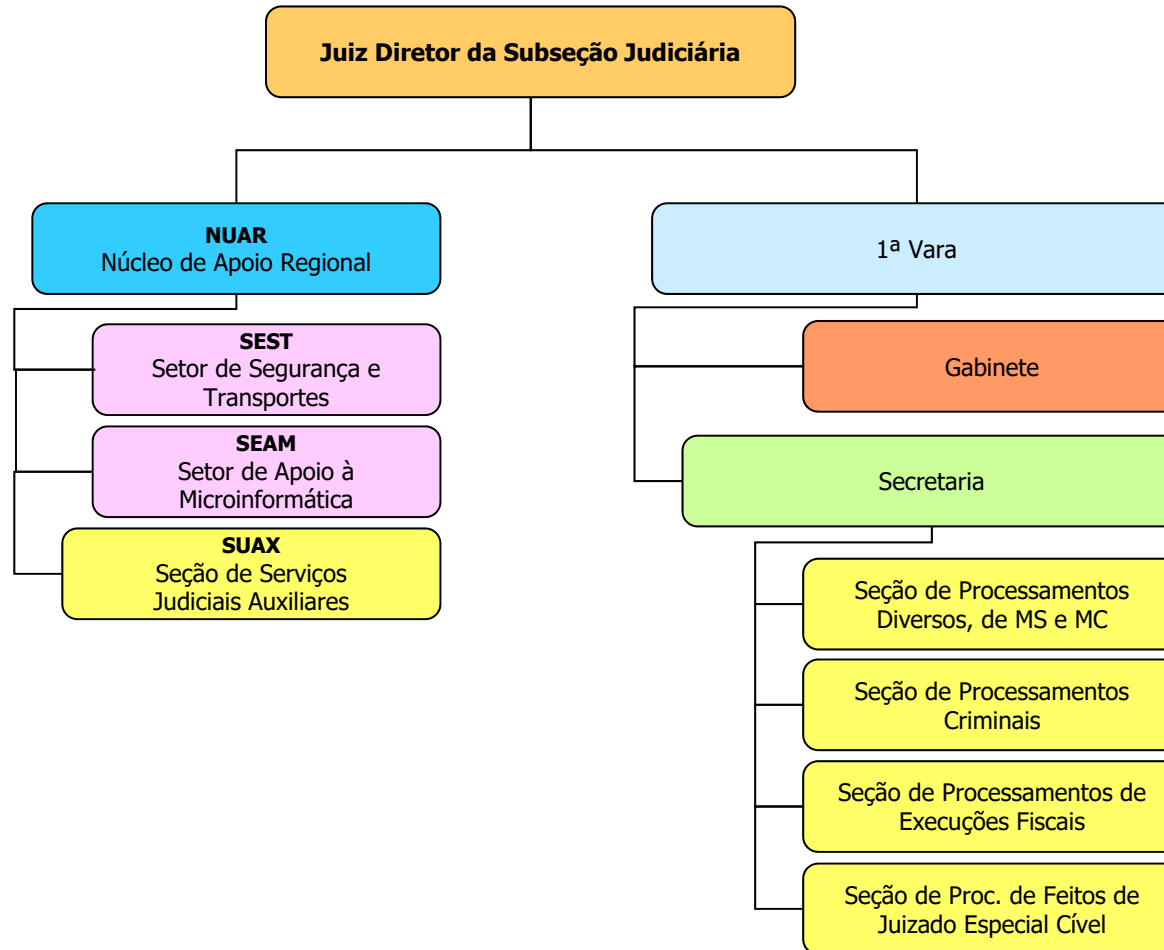 Juiz Diretor da Subseção Judiciária
NUAR
Núcleo de Apoio Regional
SEST
Setor de Segurança e
Transportes
SEAM
Setor de Apoio à
Microinformática
SUAX
Seção de Serviços
Judiciais Auxiliares
1ª Vara
Gabinete
Secretaria
Seção de Processamentos
Diversos, de MS e MC
Seção de Processamentos
Criminais
Seção de Processamentos de
Execuções Fiscais
Seção de Proc. de Feitos de
Juizado Especial Cível